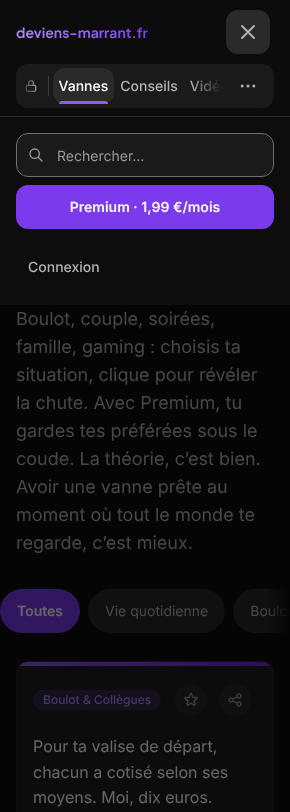 deviens-marrant.fr
Vannes Conseils Vidé
Rechercher...
Premium · 1,99 €/mois
Connexion
Boulot, couple, soirées,
famille, gaming : choisis ta
situation, clique pour révéler
la chute. Avec Premium, tu
gardes tes préférées sous le
coude. La théorie, c’est bien.
Avoir une vanne prête au
moment où tout le monde te
regarde, c’est mieux.
Toutes Vie quotidienne Boulo
Boulot & Collègues
Pour ta valise de départ,
chacun a cotisé selon ses
moyens. Moi, dix euros.